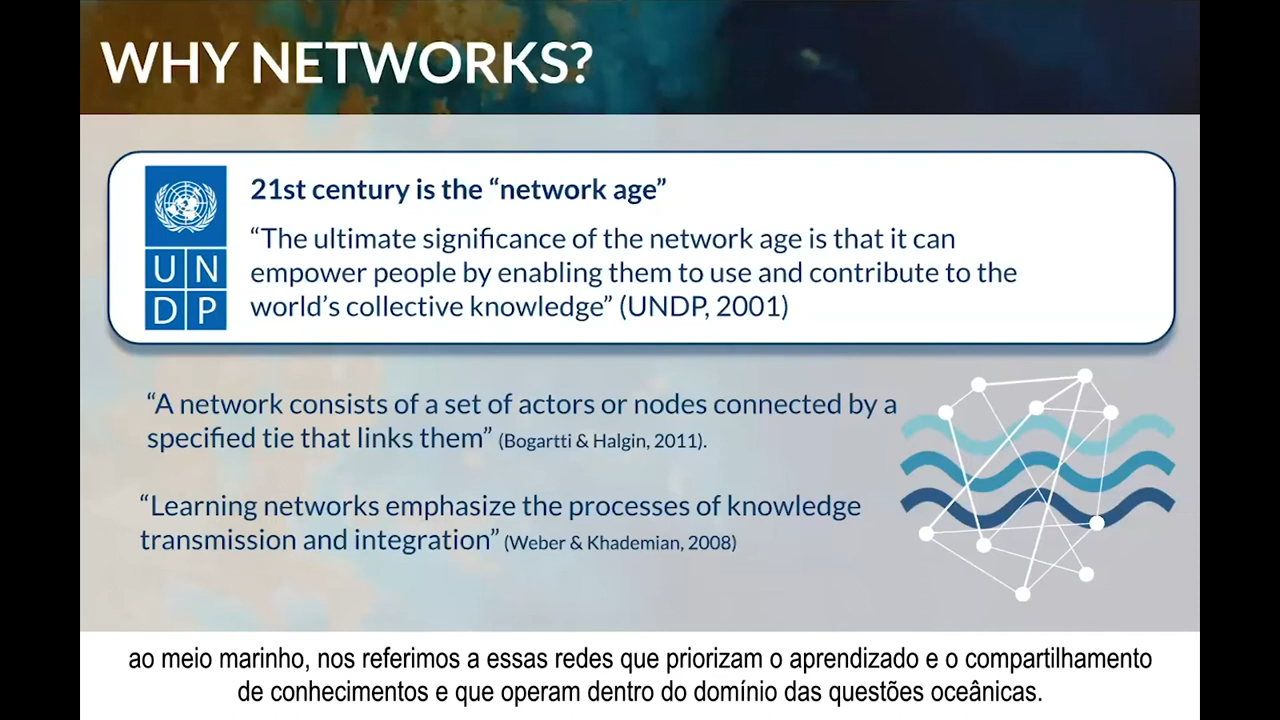 WHY NETWORKS?
21st century is the “network age”
“The ultimate significance of the network age is that it can
empower people by enabling them to use and contribute to the
world’s collective knowledge” (UNDP, 2001)
U N
D P
“A network consists of a set of actors or nodes connected by a
specified tie that links them” (Bogartti & Halgin, 2011).
“Learning networks emphasize the processes of knowledge
transmission and integration” (Weber & Khademian, 2008)
ao meio marinho, nos referimos a essas redes que priorizam o aprendizado e o compartilhamento
de conhecimentos e que operam dentro do domínio das questões oceânicas.